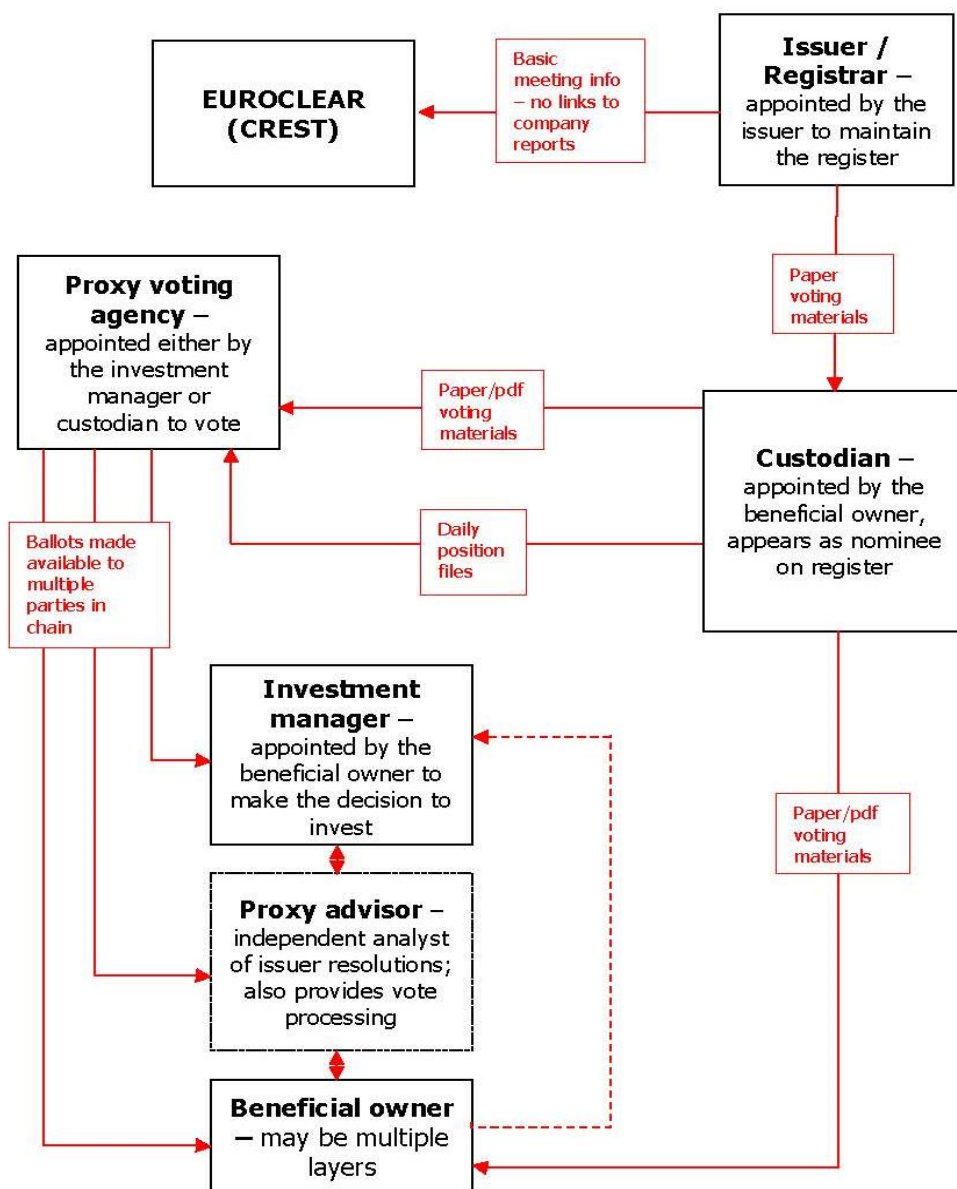 EUROCLEAR
(CREST)
Basic
meeting info
– no links to
company
reports
Issuer /
Registrar –
appointed by the
issuer to maintain
the register
Paper
voting
materials
Proxy voting
agency –
appointed either by
the investment
manager or
custodian to vote
Paper/pdf
voting
materials
Daily
position
files
Custodian –
appointed by the
beneficial owner,
appears as nominee
on register
Ballots made
available to
multiple
parties in
chain
Investment
manager –
appointed by the
beneficial owner to
make the decision to
invest
Paper/pdf
voting
materials
Proxy advisor –
independent analyst
of issuer resolutions;
also provides vote
processing
Beneficial owner
– may be multiple
layers